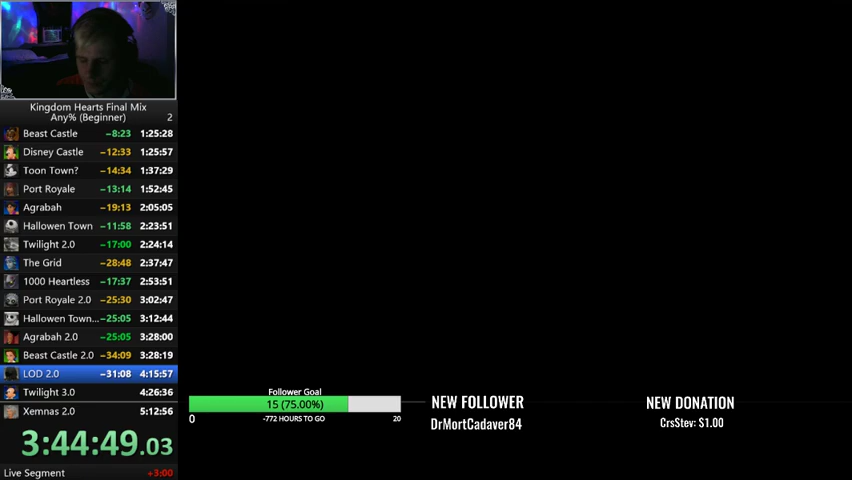 Kingdom Hearts Final Mix
Any% (Beginner) 2
Beast Castle −8:23 1:25:28
Disney Castle −12:33 1:25:57
Toon Town? −14:34 1:37:29
Port Royale −13:14 1:52:45
Agrabah −19:13 2:05:05
Hallowen Town −11:58 2:23:51
Twilight 2.0 −17:00 2:24:14
The Grid −28:48 2:37:47
1000 Heartless −17:37 2:53:51
Port Royale 2.0 −25:30 3:02:47
Hallowen Town... −25:05 3:12:44
Agrabah 2.0 −25:05 3:28:00
Beast Castle 2.0 −34:09 3:28:19
LOD 2.0 −31:08 4:15:57
Twilight 3.0 4:26:36
Xemnas 2.0 5:12:56
3:44:49.03
Live Segment +3:00
Follower Goal
15 (75.00%)
0 -772 HOURS TO GO 20
NEW FOLLOWER
DrMortCadaver84
NEW DONATION
CrsStev: $1.00